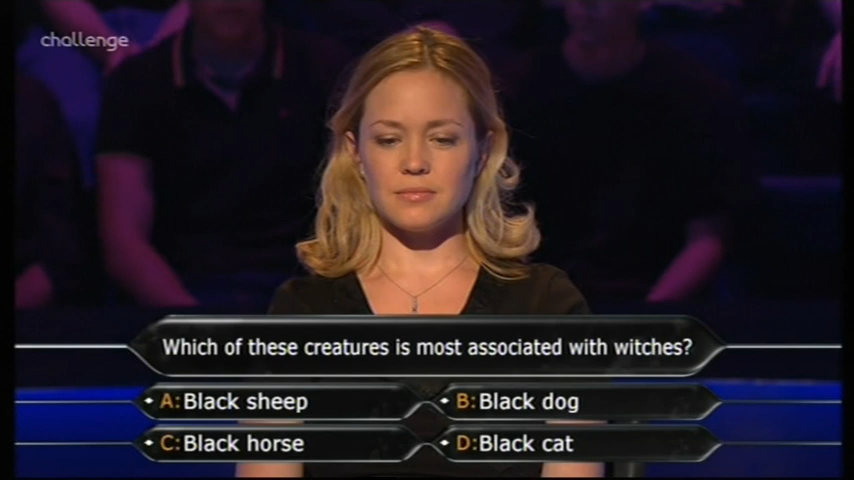 challenge
Which of these creatures is most associated with witches?
A: Black sheep
B: Black dog
C: Black horse
D: Black cat